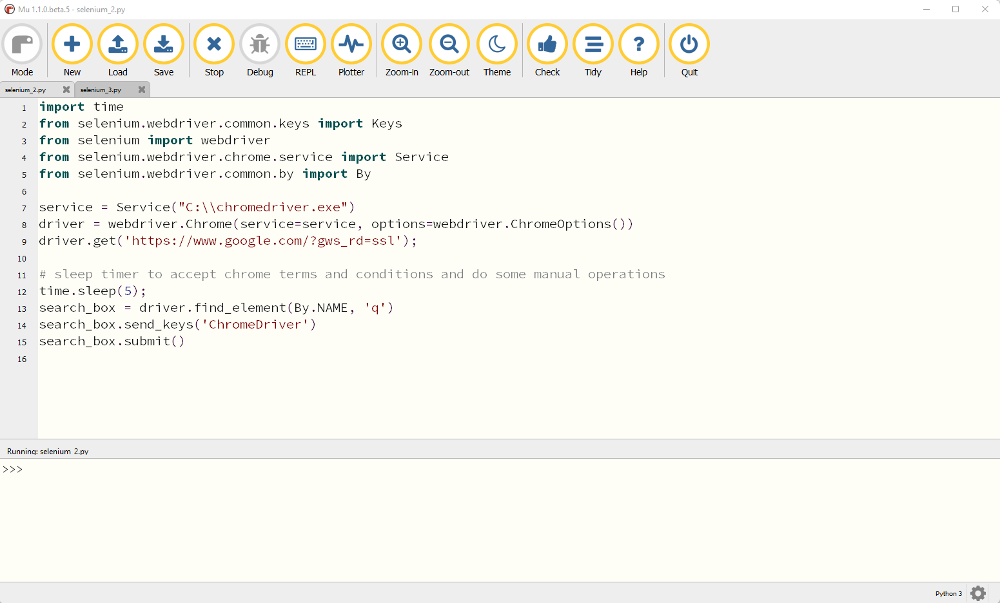 Mu 1.1.0.beta.5 - selenium_2.py
Mode New Load Save Stop Debug REPL Plotter Zoom-in Zoom-out Theme Check Tidy Help Quit
selenium_2.py selenium_3.py
1 import time
2 from selenium.webdriver.common.keys import Keys
3 from selenium import webdriver
4 from selenium.webdriver.chrome.service import Service
5 from selenium.webdriver.common.by import By
6
7 service = Service("C:\\chromedriver.exe")
8 driver = webdriver.Chrome(service=service, options=webdriver.ChromeOptions())
9 driver.get('https://www.google.com/?gws_rd=ssl');
10
11 # sleep timer to accept chrome terms and conditions and do some manual operations
12 time.sleep(5);
13 search_box = driver.find_element(By.NAME, 'q')
14 search_box.send_keys('ChromeDriver')
15 search_box.submit()
16
Running: selenium_2.py
>>>
Python 3